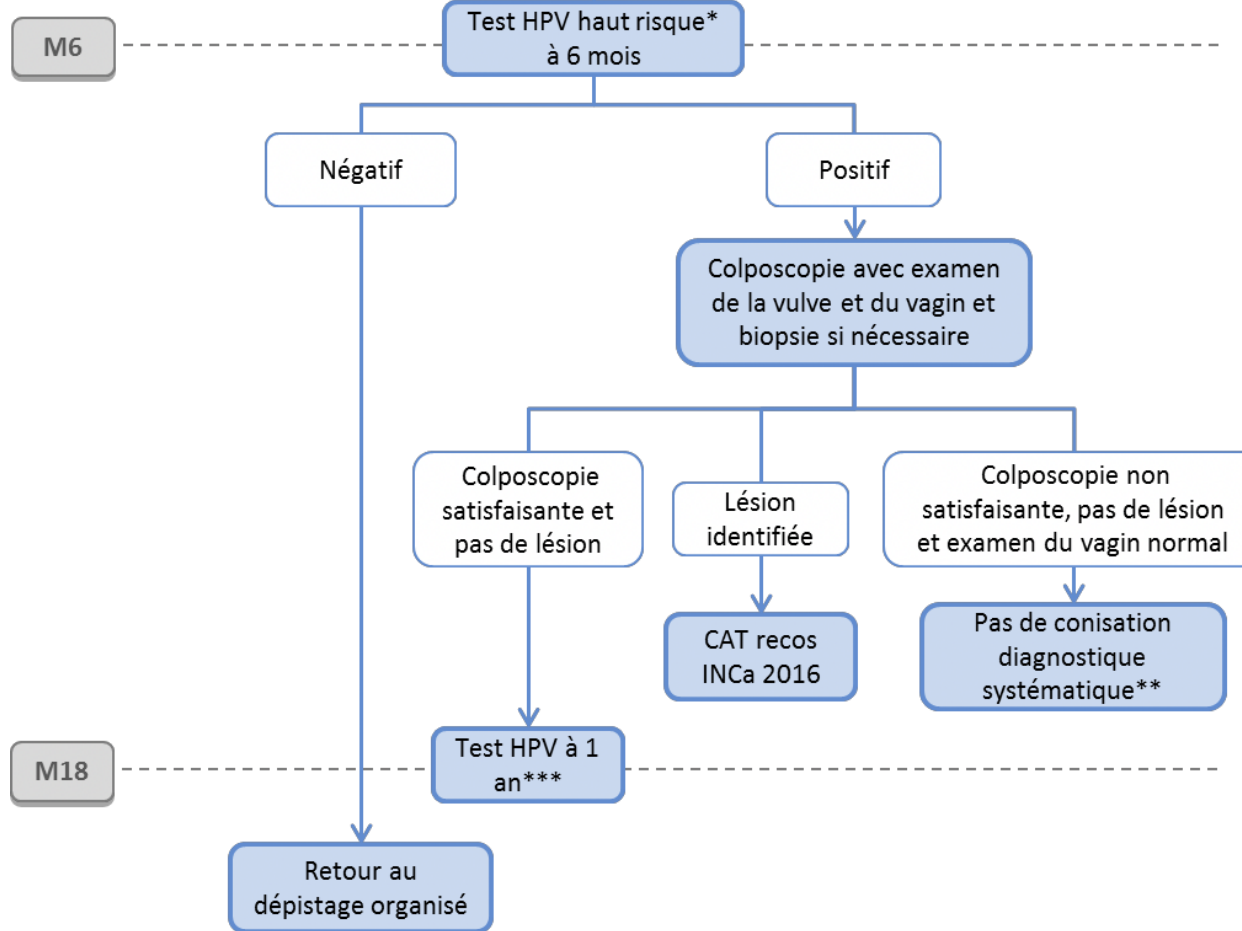 M6
Test HPV haut risque*
à 6 mois
Négatif
Positif
Colposcopie avec examen
de la vulve et du vagin et
biopsie si nécessaire
Colposcopie
satisfaisante et
pas de lésion
Lésion
identifiée
Colposcopie non
satisfaisante, pas de lésion
et examen du vagin normal
CAT recos
INCa 2016
Pas de conisation
diagnostique
systématique**
M18
Test HPV à 1
an***
Retour au
dépistage organisé